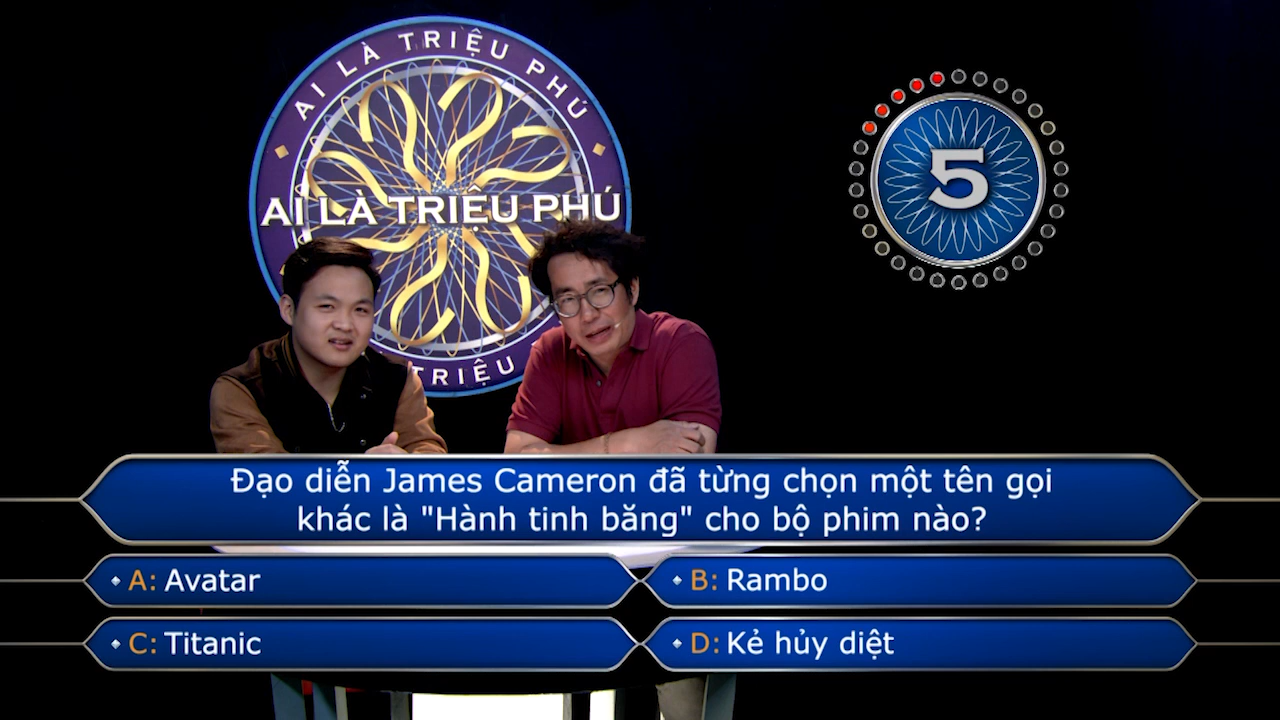 AI LÀ TRIỆU PHÚ
AI LÀ TRIỆU PHÚ
TRIỆU
5
Đạo diễn James Cameron đã từng chọn một tên gọi
khác là "Hành tinh băng" cho bộ phim nào?
A: Avatar
B: Rambo
C: Titanic
D: Kẻ hủy diệt